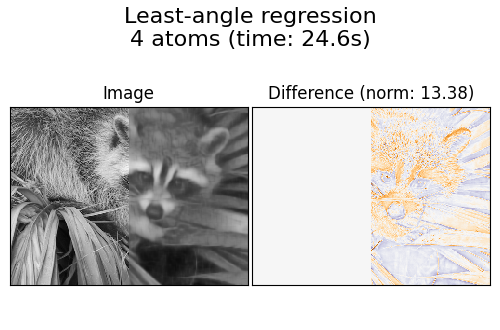 Least-angle regression
4 atoms (time: 24.6s)
Image
Difference (norm: 13.38)